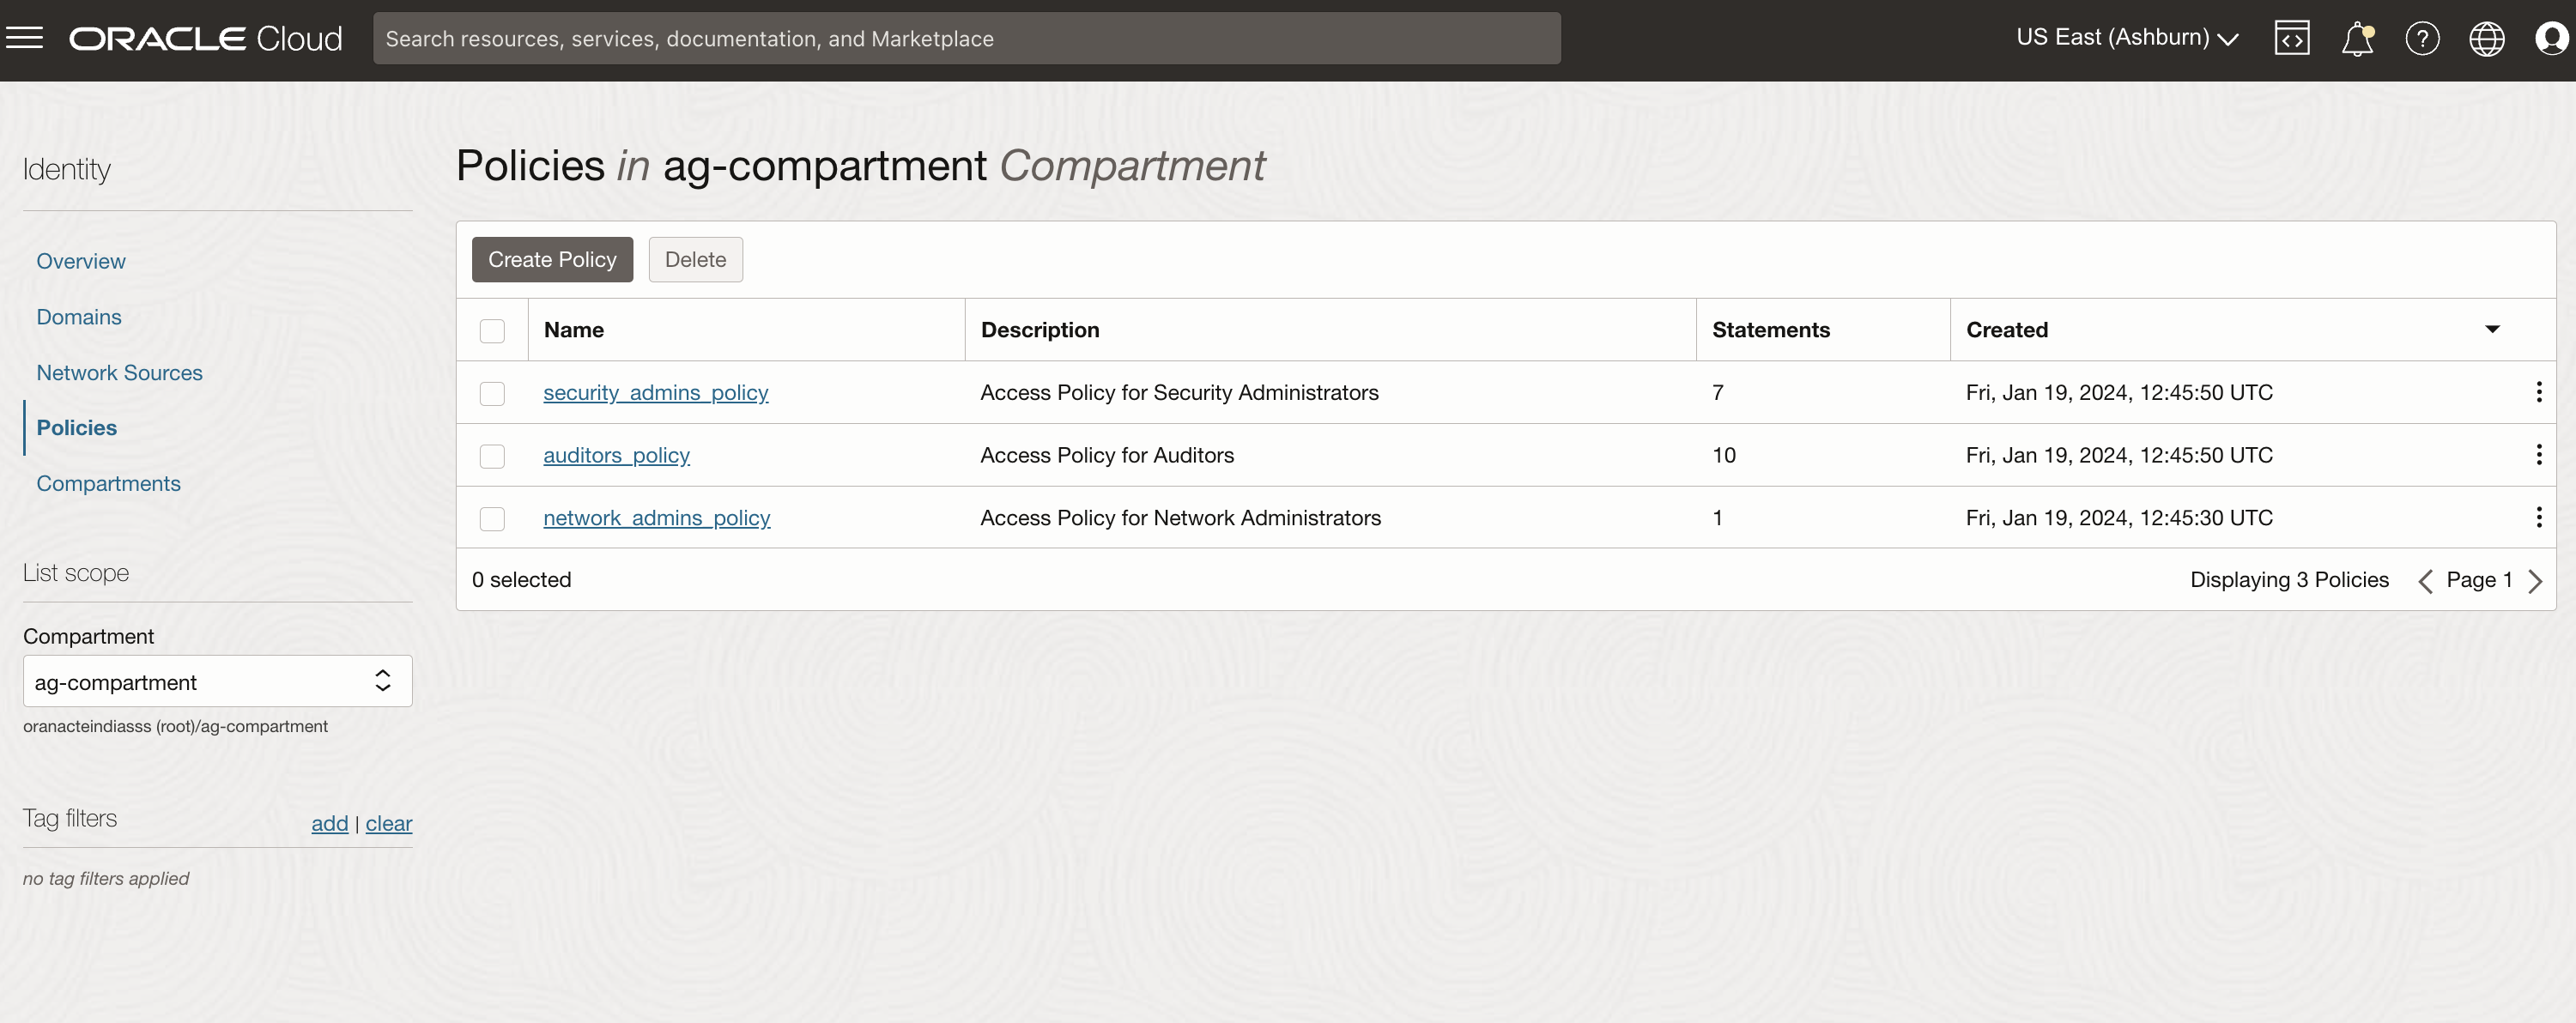 ORACLE Cloud
Search resources, services, documentation, and Marketplace
US East (Ashburn)
Identity
Overview
Domains
Network Sources
Policies
Compartments
List scope
Compartment
ag-compartment
oranacteindiasss (root)/ag-compartment
Tag filters add | clear
no tag filters applied
Policies in ag-compartment Compartment
Create Policy Delete
Name Description Statements Created
security_admins_policy Access Policy for Security Administrators 7 Fri, Jan 19, 2024, 12:45:50 UTC
auditors_policy Access Policy for Auditors 10 Fri, Jan 19, 2024, 12:45:50 UTC
network_admins_policy Access Policy for Network Administrators 1 Fri, Jan 19, 2024, 12:45:30 UTC
0 selected Displaying 3 Policies Page 1